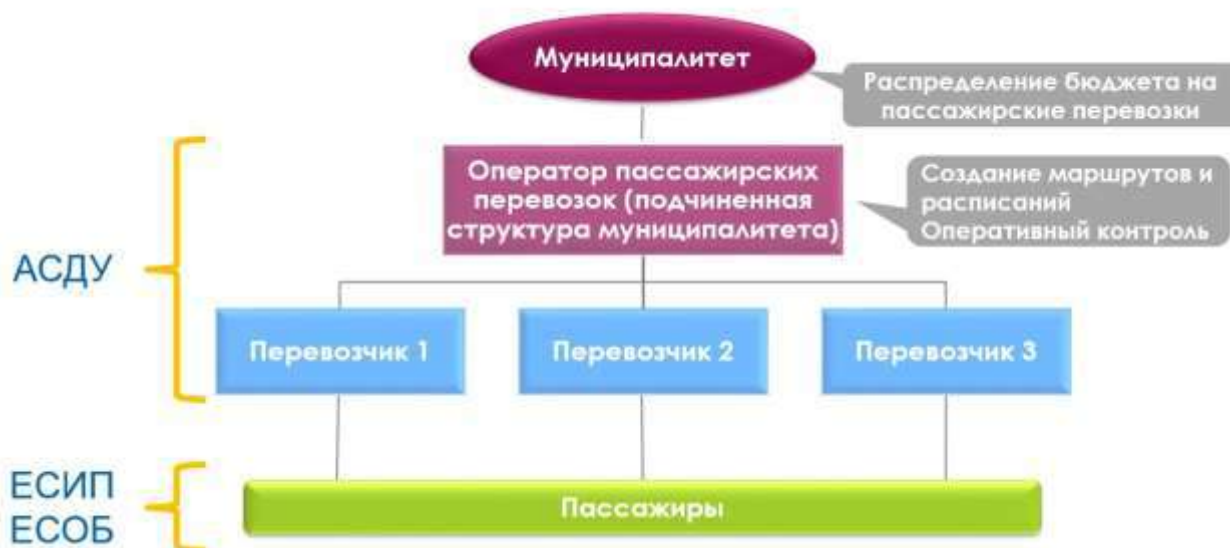 Муниципалитет
Распределение бюджета на
пассажирские перевозки
Оператор пассажирских
перевозок (подчиненная
структура муниципалитета)
Создание маршрутов и
расписаний
Оперативный контроль
АСДУ
Перевозчик 1
Перевозчик 2
Перевозчик 3
ЕСИП
ЕСОБ
Пассажиры